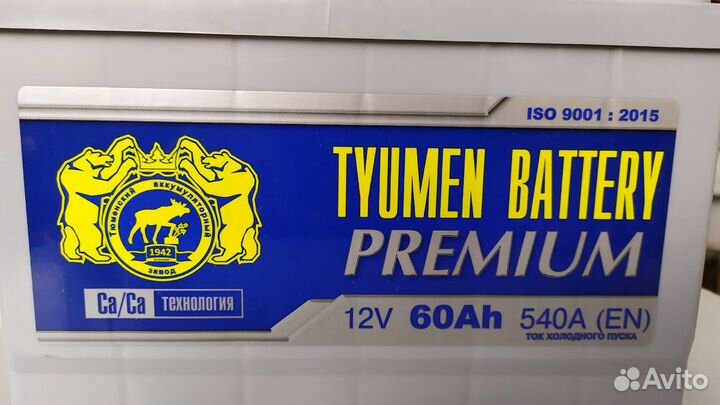 ISO 9001 : 2015
TYUMEN BATTERY
PREMIUM
Тюменский аккумуляторный
1942
завод
Ca/Ca технология
12V 60Ah 540A (EN)
ТОК ХОЛОДНОГО ПУСКА
Avito